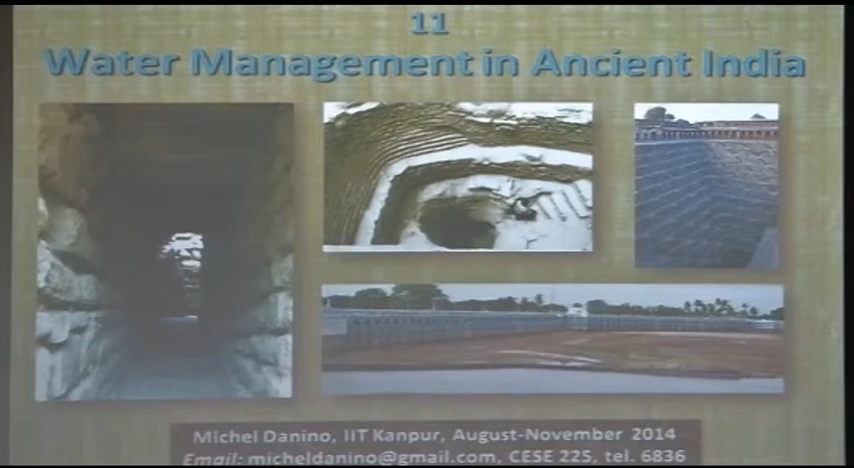 11
Water Management in Ancient India
Michel Danino, IIT Kanpur, August-November 2014
Email: micheldanino@gmail.com, CESE 225, tel. 6836